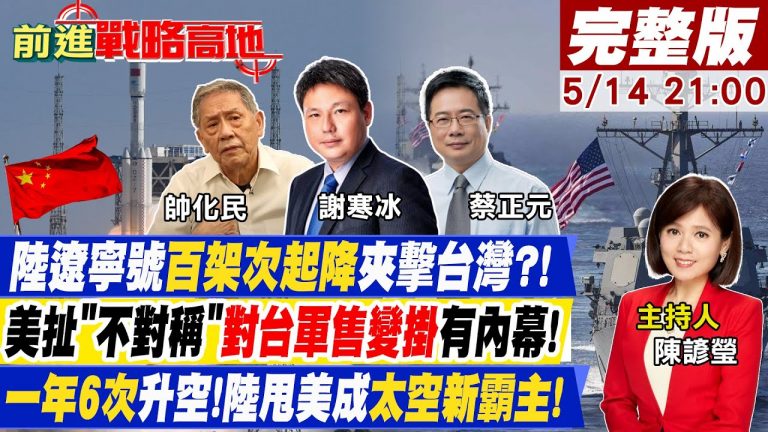 前進戰略高地
完整版
5/14 21:00
帥化民
謝寒冰
蔡正元
主持人
陳諺瑩
陸遼寧號百架次起降夾擊台灣?!
美扯"不對稱"對台軍售變掛有內幕!
一年6次升空!陸甩美成太空新霸主!